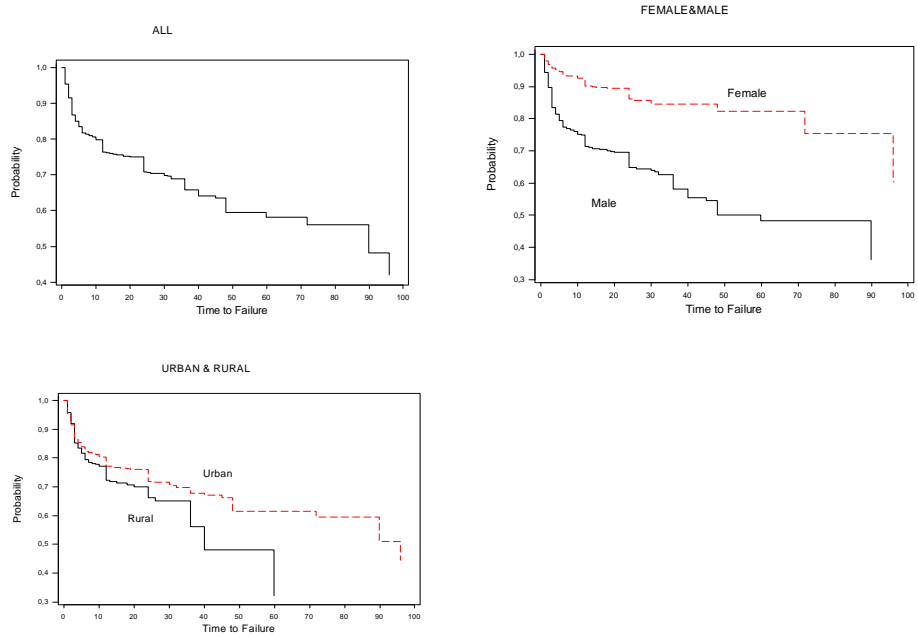 ALL
1,0
0,9
0,8
0,7
0,6
0,5
0,4
Probability
0 10 20 30 40 50 60 70 80 90 100
Time to Failure
FEMALE&MALE
1,0
0,9
0,8
0,7
0,6
0,5
0,4
0,3
Probability
Female
Male
0 10 20 30 40 50 60 70 80 90 100
Time to Failure
URBAN & RURAL
1,0
0,9
0,8
0,7
0,6
0,5
0,4
0,3
Probability
Urban
Rural
0 10 20 30 40 50 60 70 80 90 100
Time to Failure